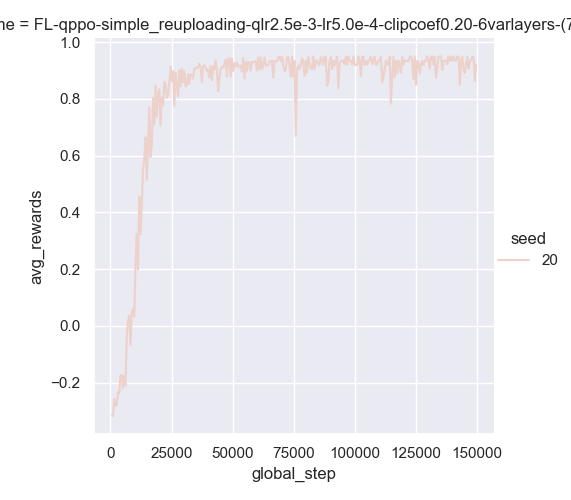 me = FL-qppo-simple_reuploading-qlr2.5e-3-lr5.0e-4-clipcoef0.20-6varlayers-(7
1.0
0.8
0.6
0.4
0.2
0.0
−0.2
avg_rewards
0 25000 50000 75000 100000 125000 150000
global_step
seed
20